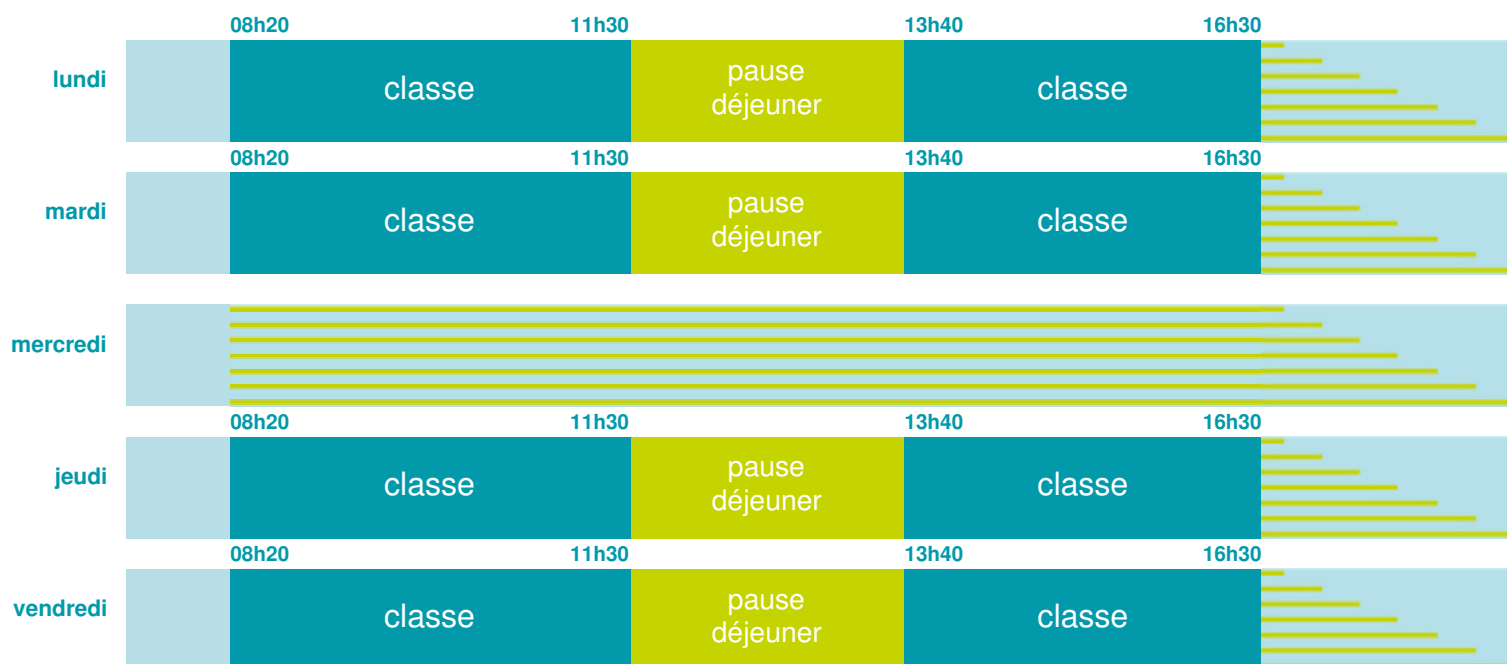 08h20 11h30 13h40 16h30
lundi classe pause déjeuner classe
08h20 11h30 13h40 16h30
mardi classe pause déjeuner classe
mercredi
08h20 11h30 13h40 16h30
jeudi classe pause déjeuner classe
08h20 11h30 13h40 16h30
vendredi classe pause déjeuner classe